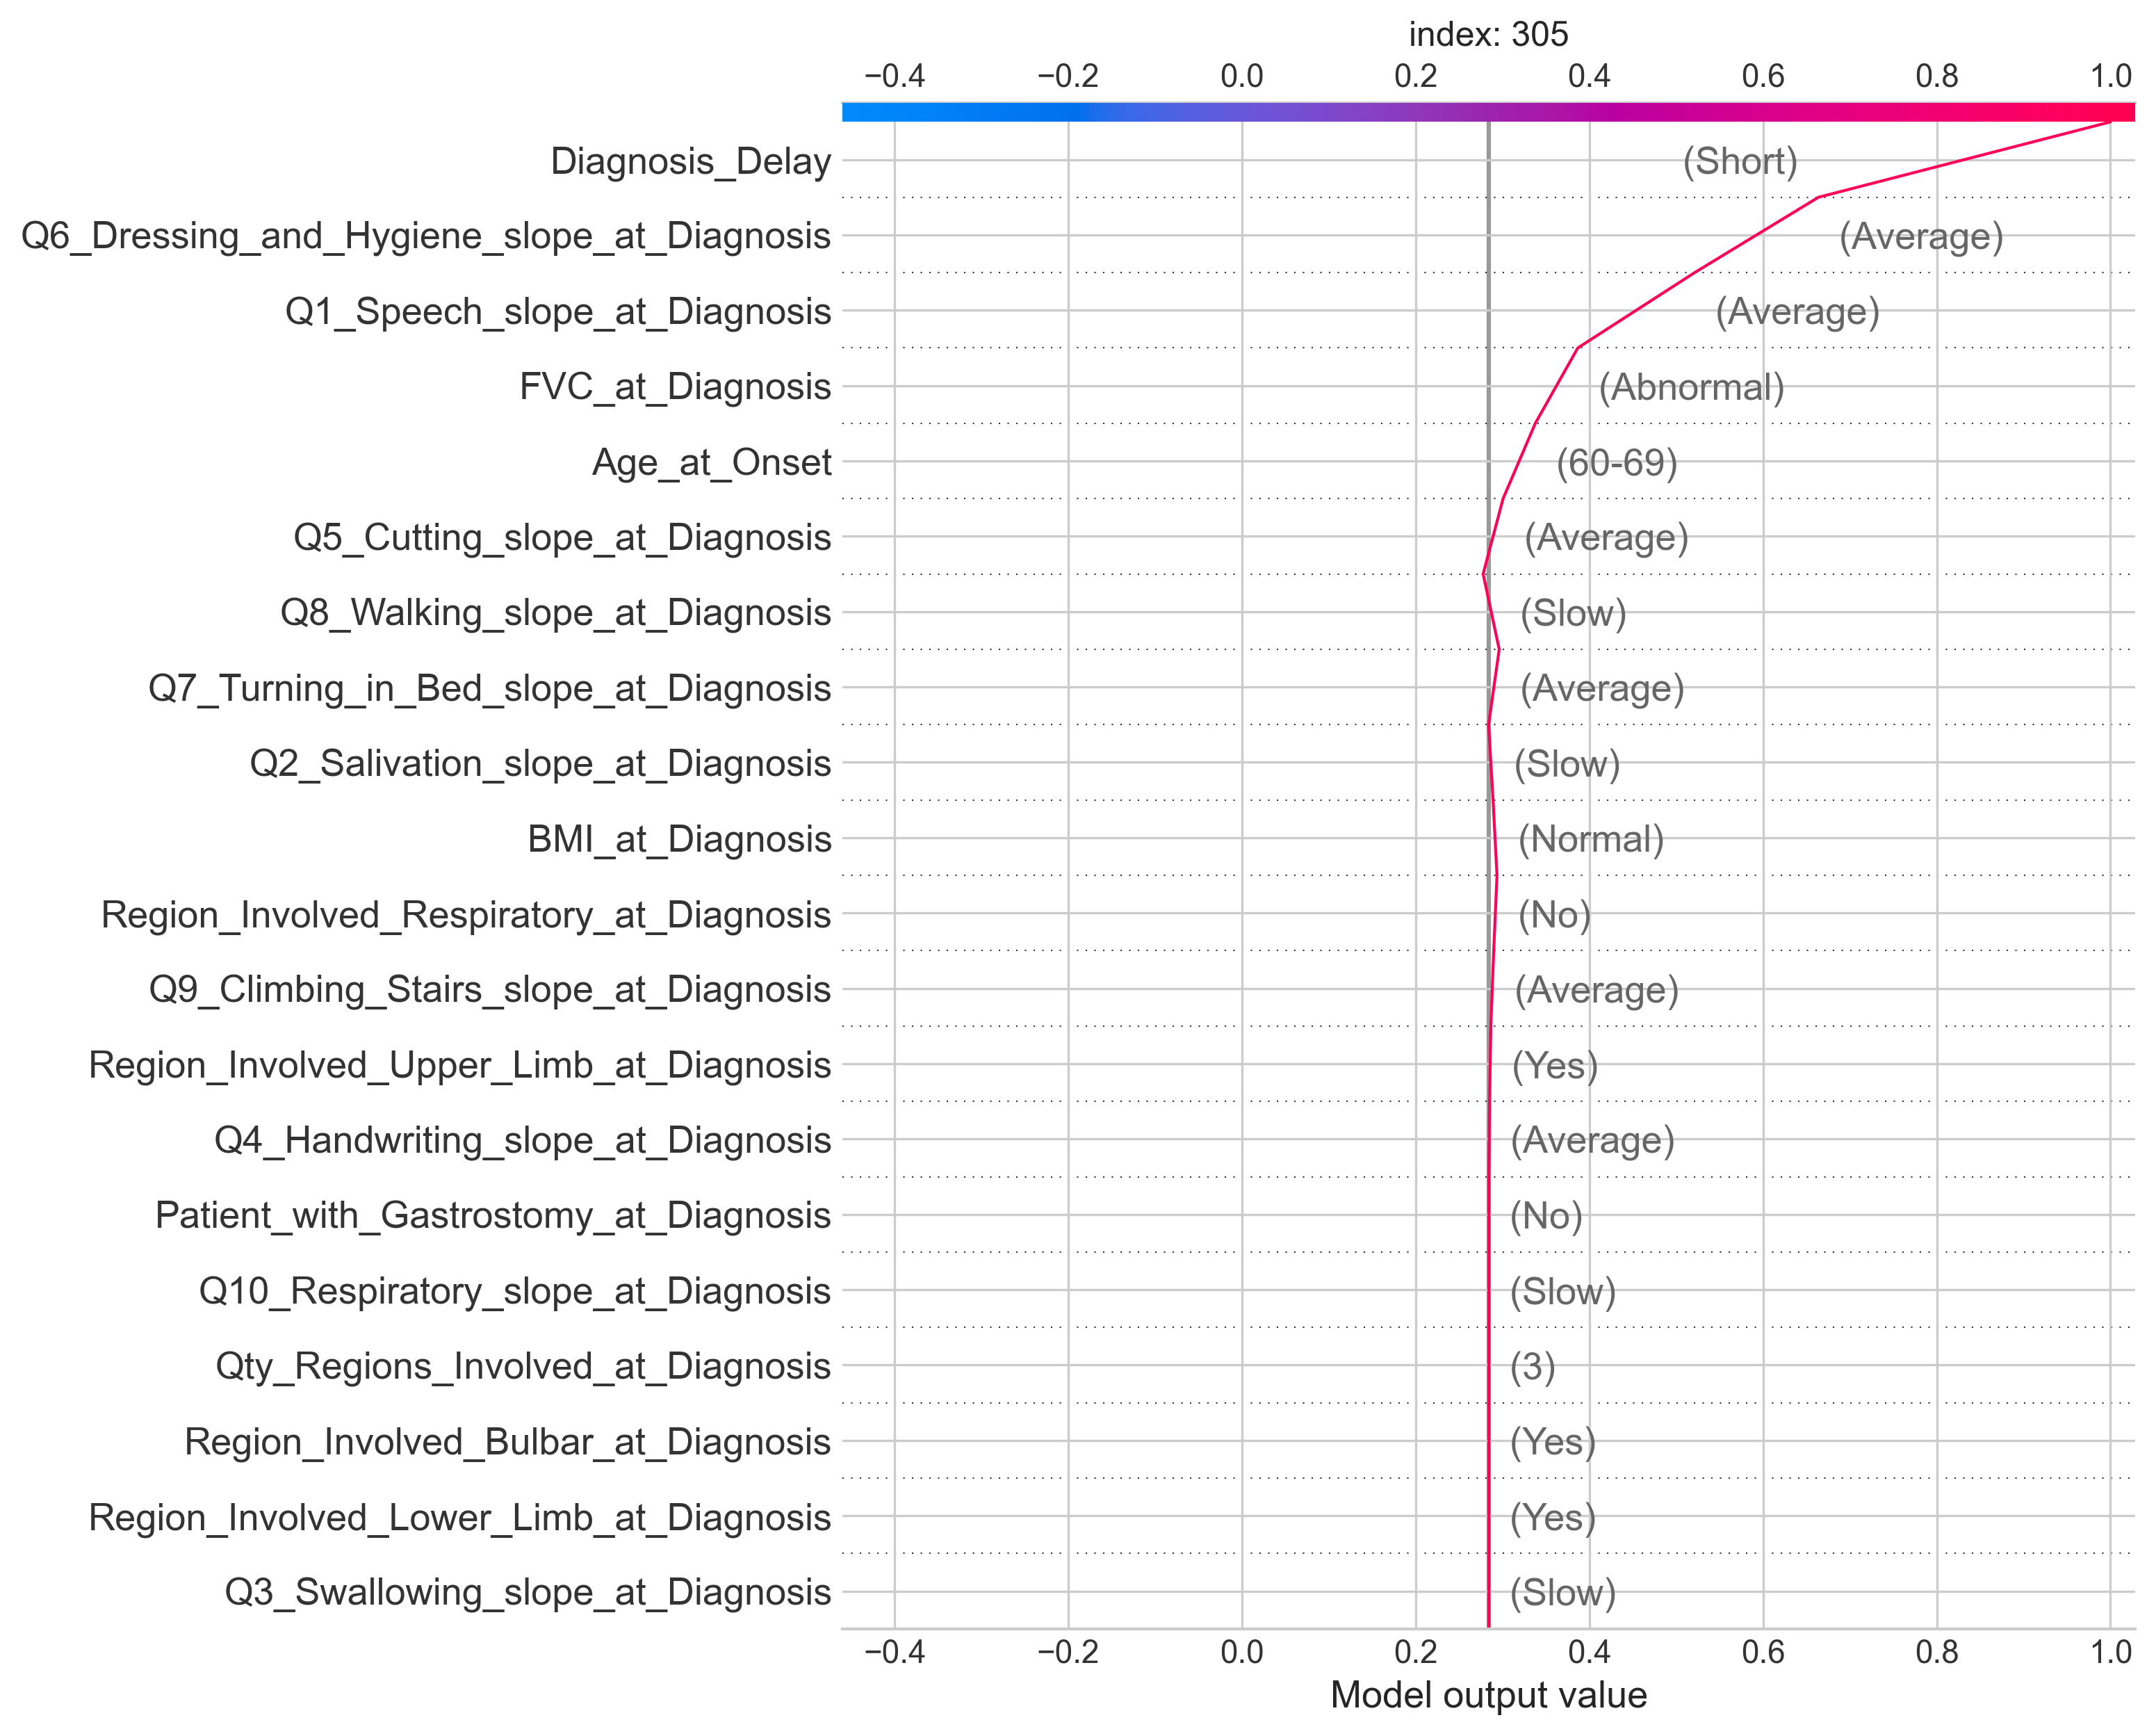 index: 305
−0.4 −0.2 0.0 0.2 0.4 0.6 0.8 1.0
Diagnosis_Delay (Short)
Q6_Dressing_and_Hygiene_slope_at_Diagnosis (Average)
Q1_Speech_slope_at_Diagnosis (Average)
FVC_at_Diagnosis (Abnormal)
Age_at_Onset (60-69)
Q5_Cutting_slope_at_Diagnosis (Average)
Q8_Walking_slope_at_Diagnosis (Slow)
Q7_Turning_in_Bed_slope_at_Diagnosis (Average)
Q2_Salivation_slope_at_Diagnosis (Slow)
BMI_at_Diagnosis (Normal)
Region_Involved_Respiratory_at_Diagnosis (No)
Q9_Climbing_Stairs_slope_at_Diagnosis (Average)
Region_Involved_Upper_Limb_at_Diagnosis (Yes)
Q4_Handwriting_slope_at_Diagnosis (Average)
Patient_with_Gastrostomy_at_Diagnosis (No)
Q10_Respiratory_slope_at_Diagnosis (Slow)
Qty_Regions_Involved_at_Diagnosis (3)
Region_Involved_Bulbar_at_Diagnosis (Yes)
Region_Involved_Lower_Limb_at_Diagnosis (Yes)
Q3_Swallowing_slope_at_Diagnosis (Slow)
−0.4 −0.2 0.0 0.2 0.4 0.6 0.8 1.0
Model output value